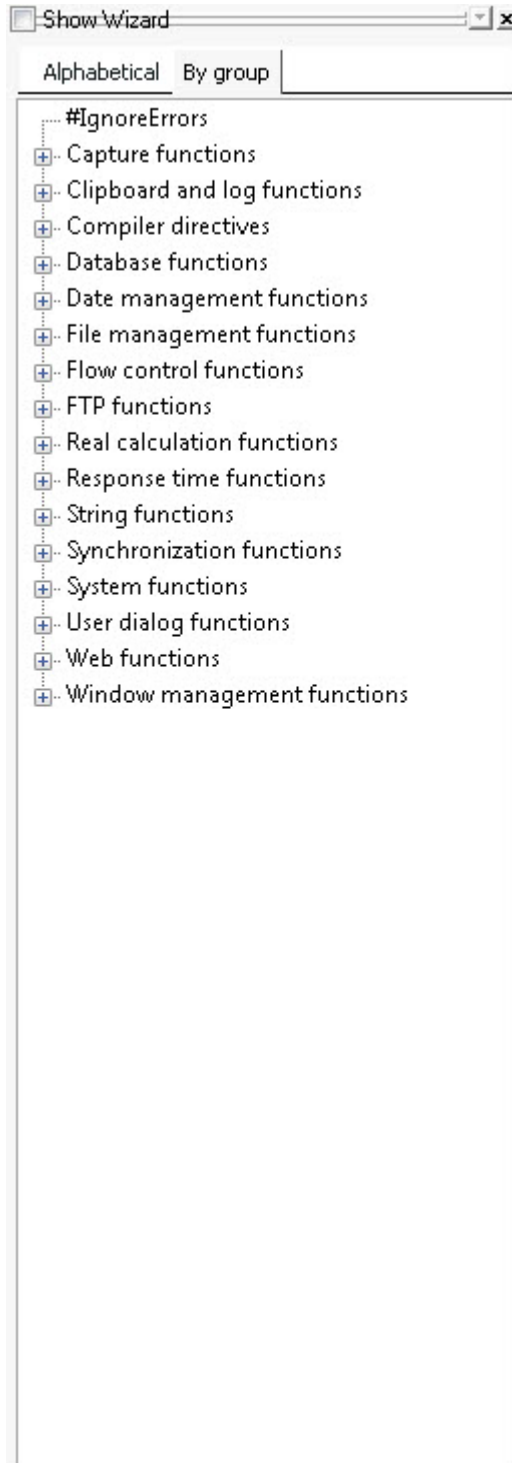 Show Wizard
Alphabetical By group
#IgnoreErrors
Capture functions
Clipboard and log functions
Compiler directives
Database functions
Date management functions
File management functions
Flow control functions
FTP functions
Real calculation functions
Response time functions
String functions
Synchronization functions
System functions
User dialog functions
Web functions
Window management functions